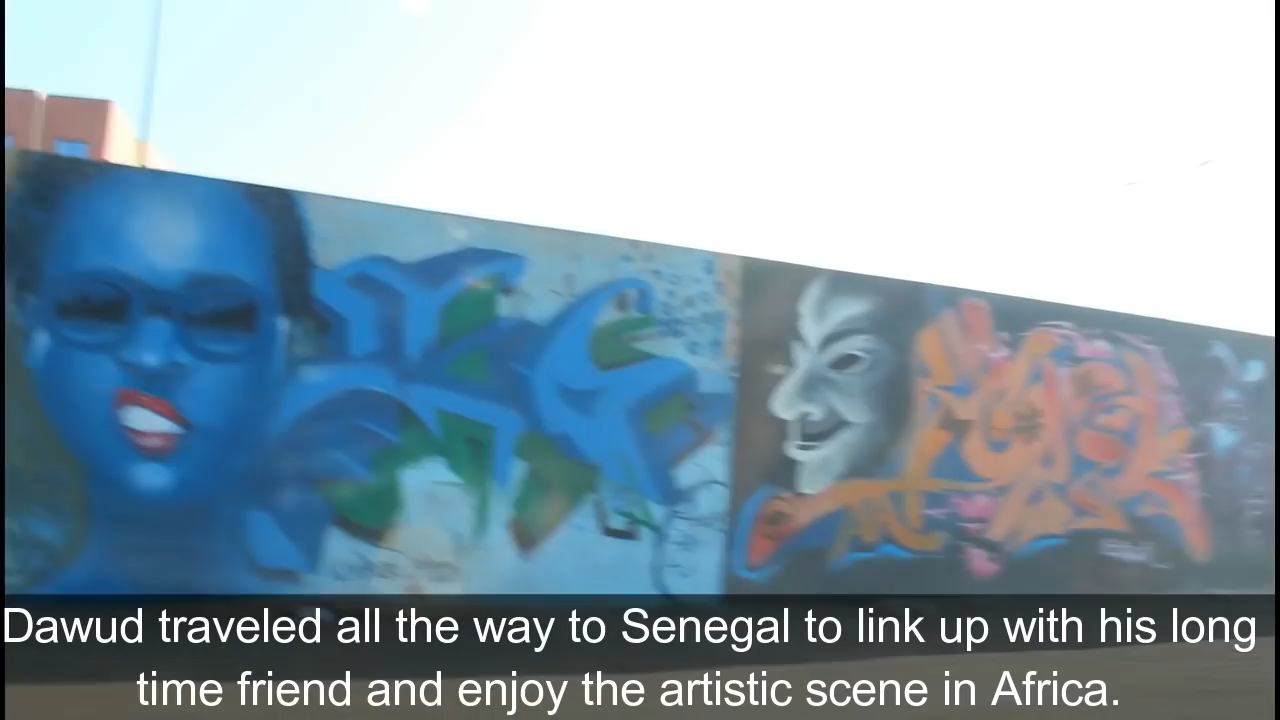 Dawud traveled all the way to Senegal to link up with his long
time friend and enjoy the artistic scene in Africa.